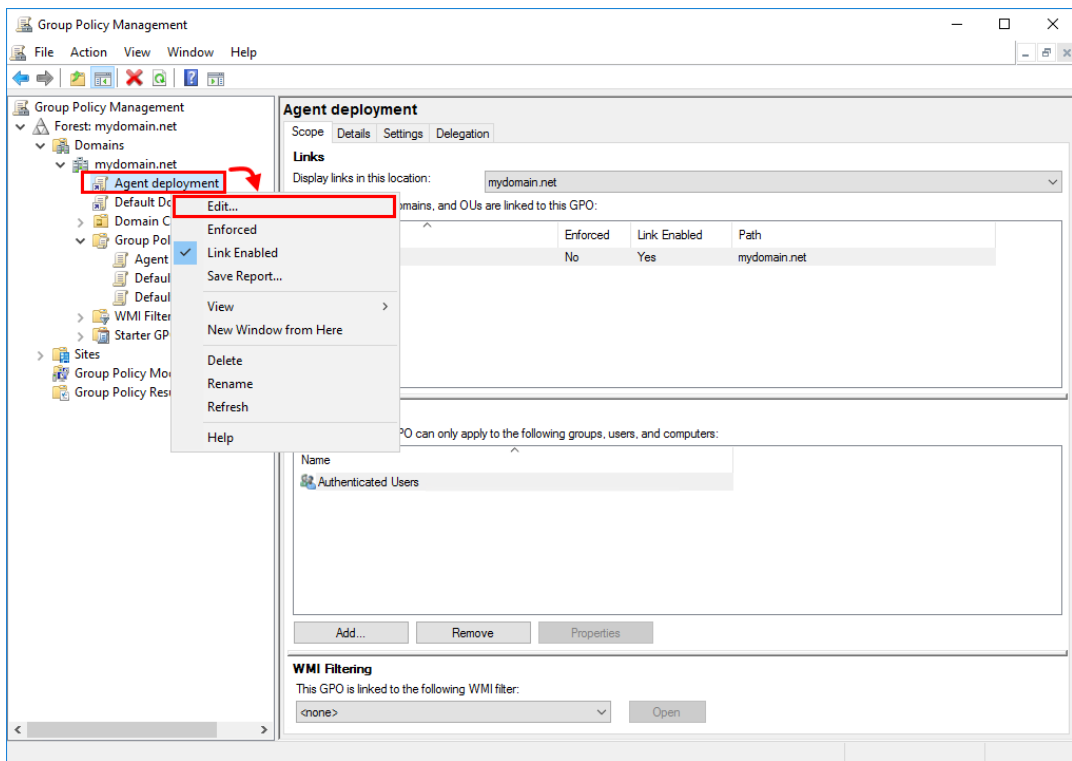 Group Policy Management
File Action View Window Help
Group Policy Management
Forest: mydomain.net
Domains
mydomain.net
Agent deployment
Default Do
Domain C
Group Pol
Agent
Defaul
Defaul
WMI Filter
Starter GP
Sites
Group Policy Mo
Group Policy Resu
Edit...
Enforced
Link Enabled
Save Report...
View
New Window from Here
Delete
Rename
Refresh
Help
Agent deployment
Scope Details Settings Delegation
Links
Display links in this location: mydomain.net
omains, and OUs are linked to this GPO:
Enforced Link Enabled Path
No Yes mydomain.net
GPO can only apply to the following groups, users, and computers:
Name
Authenticated Users
Add... Remove Properties
WMI Filtering
This GPO is linked to the following WMI filter:
<none> Open